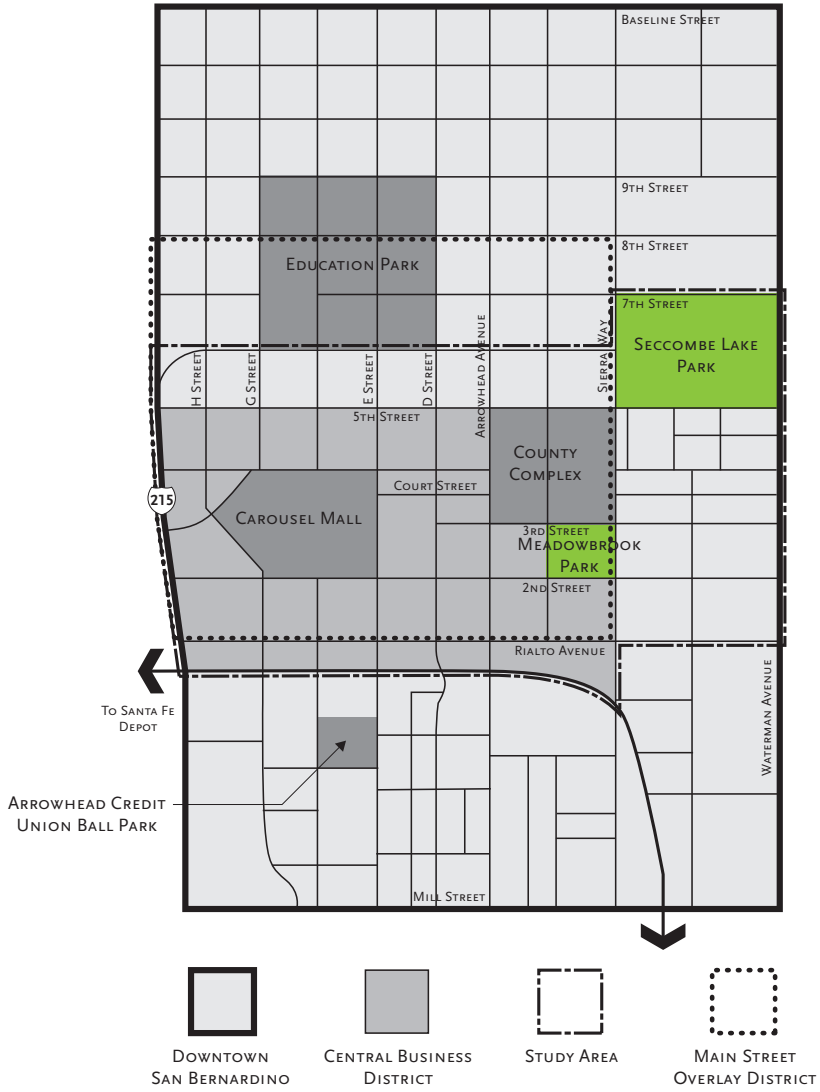 Baseline Street
9th Street
8th Street
7th Street
Education Park
Seccombe Lake
Park
H Street
G Street
E Street
D Street
Arrowhead Avenue
Sierra Way
5th Street
County
Complex
Court Street
215
Carousel Mall
3rd Street
Meadowbrook
Park
2nd Street
Rialto Avenue
To Santa Fe
Depot
Waterman Avenue
Arrowhead Credit
Union Ball Park
Mill Street
Downtown
San Bernardino
Central Business
District
Study Area
Main Street
Overlay District